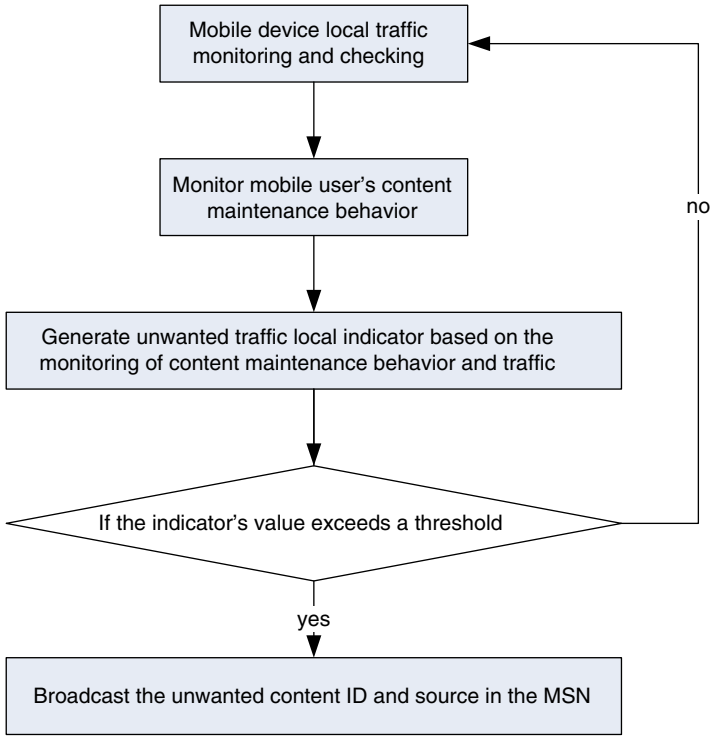 Mobile device local traffic
monitoring and checking
Monitor mobile user's content
maintenance behavior
no
Generate unwanted traffic local indicator based on the
monitoring of content maintenance behavior and traffic
If the indicator's value exceeds a threshold
yes
Broadcast the unwanted content ID and source in the MSN